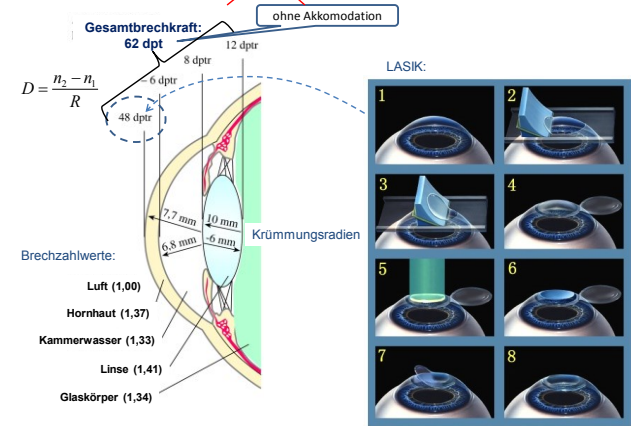 ohne Akkomodation
Gesamtbrechkraft:
62 dpt
12 dptr
8 dptr
- 6 dptr
48 dptr
D = (n₂ − n₁) / R
LASIK:
1
2
3
4
5
6
7
8
7,7 mm
6,8 mm
10 mm
-6 mm
Krümmungsradien
Brechzahlwerte:
Luft (1,00)
Hornhaut (1,37)
Kammerwasser (1,33)
Linse (1,41)
Glaskörper (1,34)